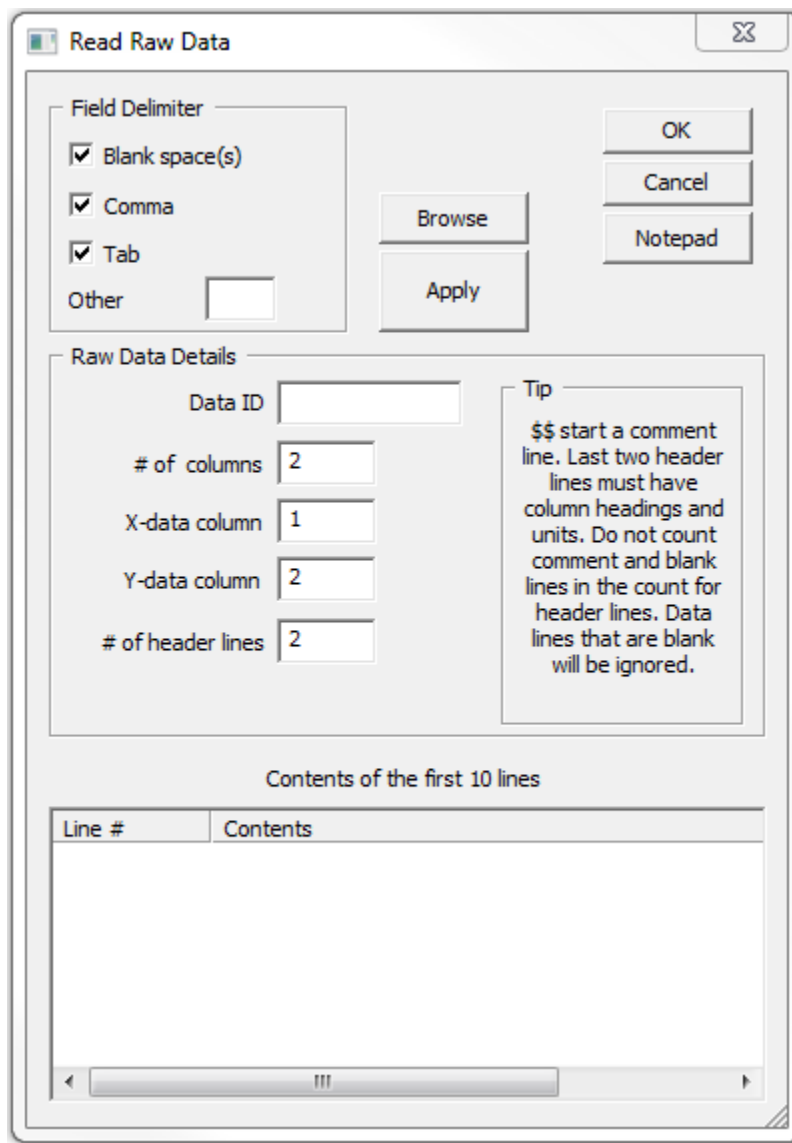 Read Raw Data
Field Delimiter
Blank space(s)
Comma
Tab
Other
Browse
Apply
OK
Cancel
Notepad
Raw Data Details
Data ID
# of columns 2
X-data column 1
Y-data column 2
# of header lines 2
Tip
$$ start a comment
line. Last two header
lines must have
column headings and
units. Do not count
comment and blank
lines in the count for
header lines. Data
lines that are blank
will be ignored.
Contents of the first 10 lines
Line # Contents